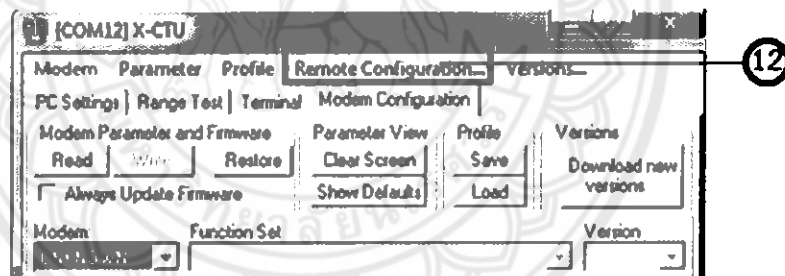 [COM12] X-CTU
Modem Parameter Profile Remote Configuration... Versions...
PC Settings Range Test Terminal Modem Configuration
Modem Parameter and Firmware Parameter View Profile Versions
Read Write Restore Clear Screen Save Download new versions
Always Update Firmware Show Defaults Load
Modem: Function Set Version
12